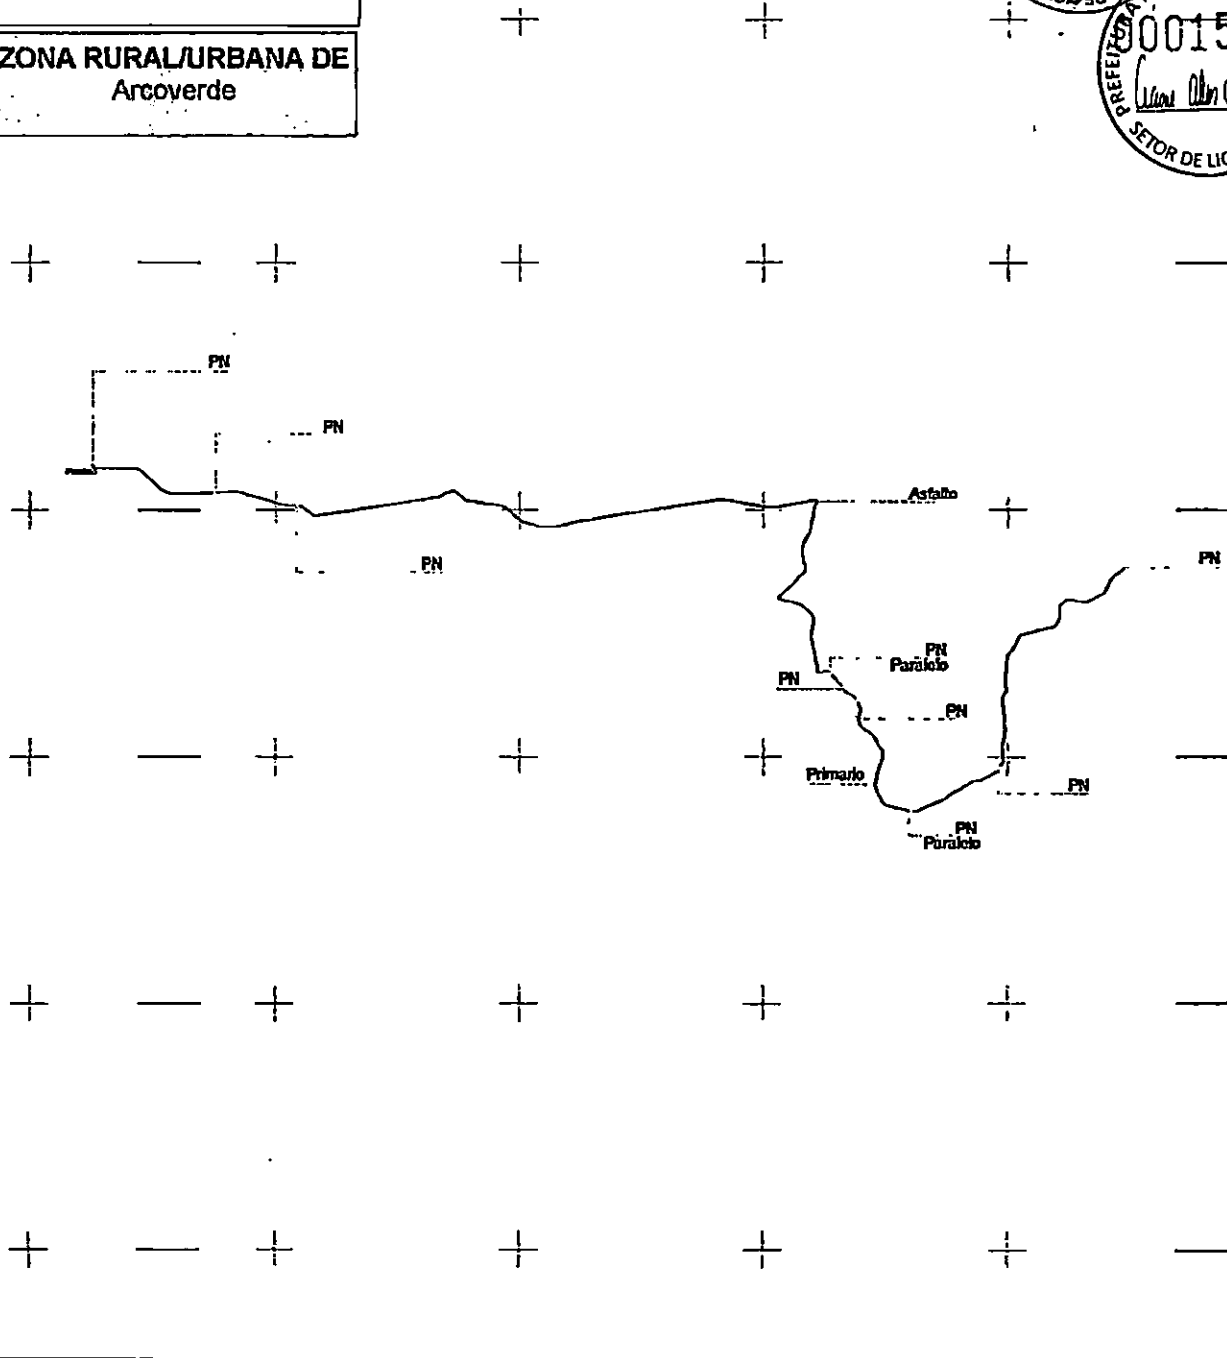 ZONA RURAL/URBANA DE
Arcoverde
PREFEITURA
00015
SETOR DE LIC
PN
PN
Asfalto
PN
PN
PN
Paralelo
PN
PN
Primario
PN
PN
Paralelo